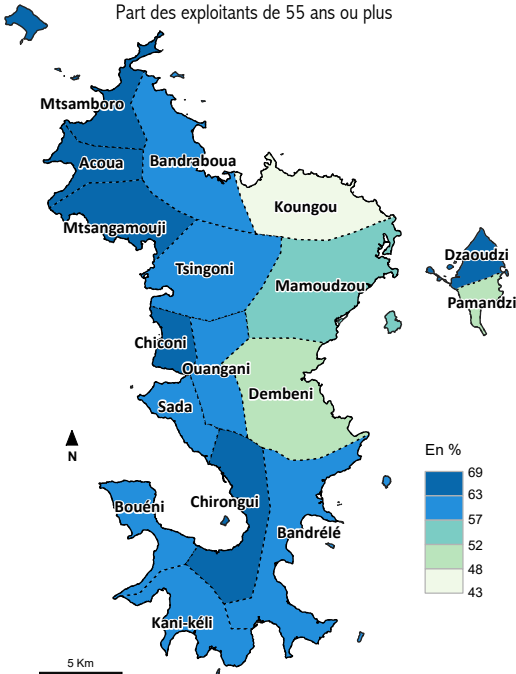 Part des exploitants de 55 ans ou plus
Mtsamboro
Acoua
Bandraboua
Koungou
Mtsangamouji
Dzaoudzi
Tsingoni
Mamoudzou
Pamandzi
Chiconi
Ouangani
Dembeni
Sada
N
En %
69
63
57
52
48
43
Chirongui
Bouéni
Bandrélé
Kani-kéli
5 Km